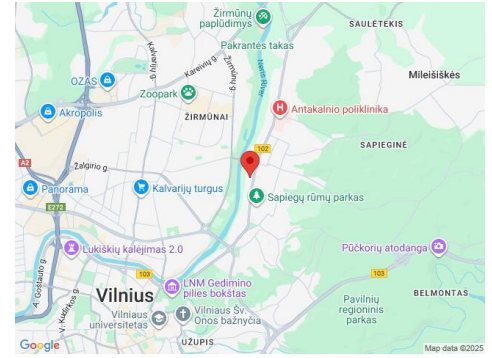 Žirmūnų
paplūdimys
SAULĖTEKIS
Pakrantės takas
Kalvarijų g.
Kareivių g.
Žirmūnų g.
Neris River
OZAS
Zoopark
Mileišiškės
Akropolis
ŽIRMŪNAI
H
Antakalnio poliklinika
102
SAPIEGINĖ
A2
Žalgirio g.
Panorama
Kalvarijų turgus
Sapiegų rūmų parkas
E272
Lukiškių kalėjimas 2.0
Pūčkorių atodanga
A. Goštauto g.
103
LNM Gedimino
pilies bokštas
103
Vilnius
V. Kudirkos g.
Vilniaus
universitetas
Vilniaus Šv.
Onos bažnyčia
Pavilnių
regioninis
parkas
BELMONTAS
UŽUPIS
Google
Map data ©2025